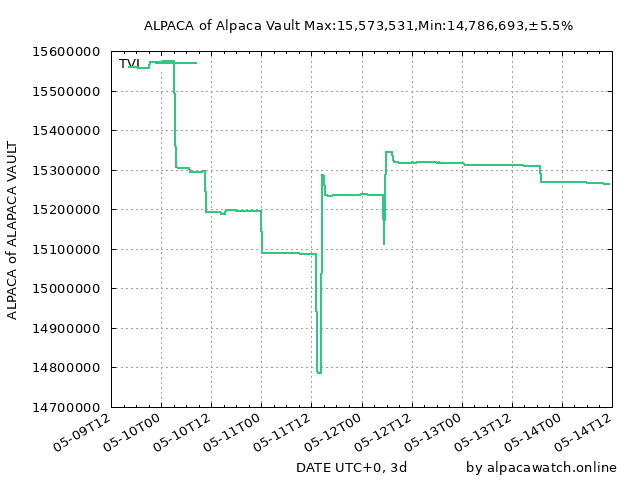 ALPACA of Alpaca Vault Max:15,573,531,Min:14,786,693,±5.5%
15600000
TVL
15500000
15400000
15300000
15200000
15100000
15000000
14900000
14800000
14700000
ALPACA of ALAPACA VAULT
05-09T12
05-10T00
05-10T12
05-11T00
05-11T12
05-12T00
05-12T12
05-13T00
05-13T12
05-14T00
05-14T12
DATE UTC+0, 3d
by alpacawatch.online